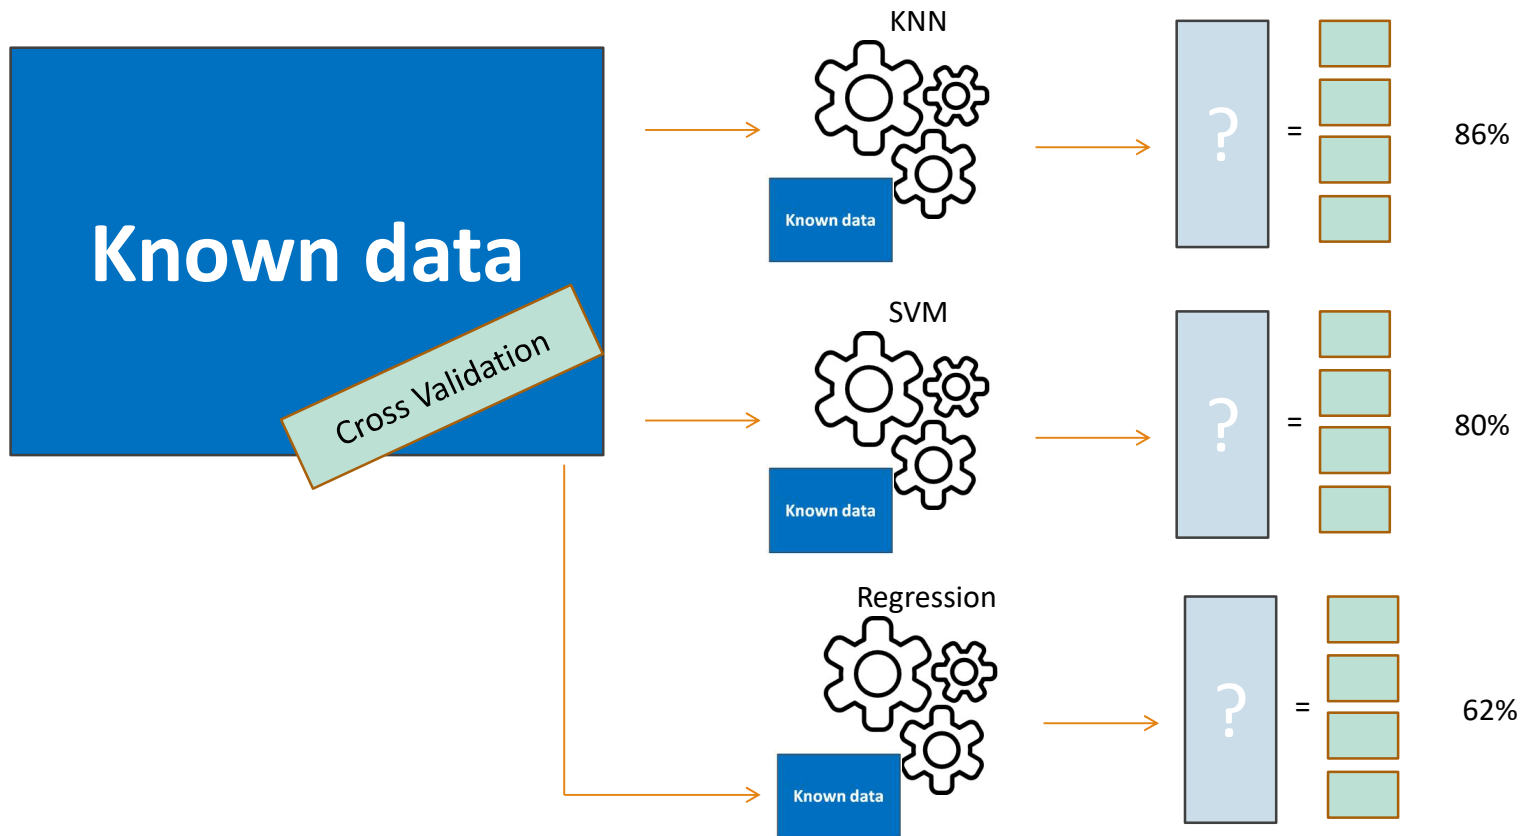 Known data
Cross Validation
KNN
Known data
?
=
86%
SVM
Known data
?
=
80%
Regression
Known data
?
=
62%